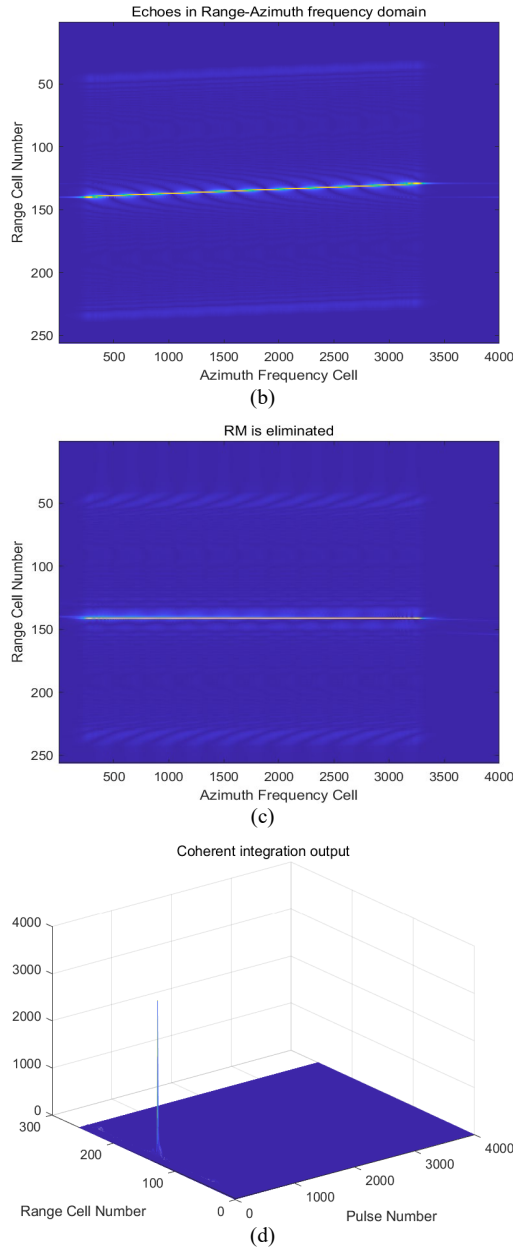 Echoes in Range-Azimuth frequency domain
50
100
150
200
250
Range Cell Number
500 1000 1500 2000 2500 3000 3500 4000
Azimuth Frequency Cell
(b)
RM is eliminated
50
100
150
200
250
Range Cell Number
500 1000 1500 2000 2500 3000 3500 4000
Azimuth Frequency Cell
(c)
Coherent integration output
4000
3000
2000
1000
0
300
200
100
0
Range Cell Number
0
1000
2000
3000
4000
Pulse Number
(d)